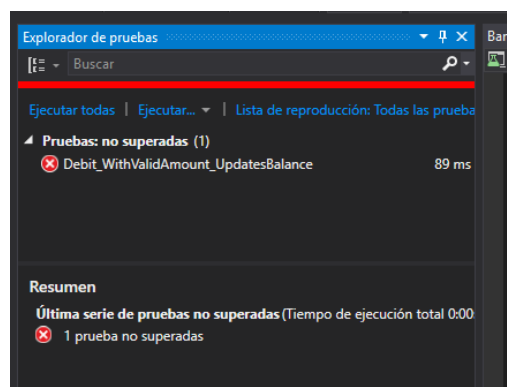 Explorador de pruebas
Bar
Buscar
Ejecutar todas | Ejecutar... | Lista de reproducción: Todas las prueba
Pruebas: no superadas (1)
Debit_WithValidAmount_UpdatesBalance 89 ms
Resumen
Última serie de pruebas no superadas (Tiempo de ejecución total 0:00
1 prueba no superadas